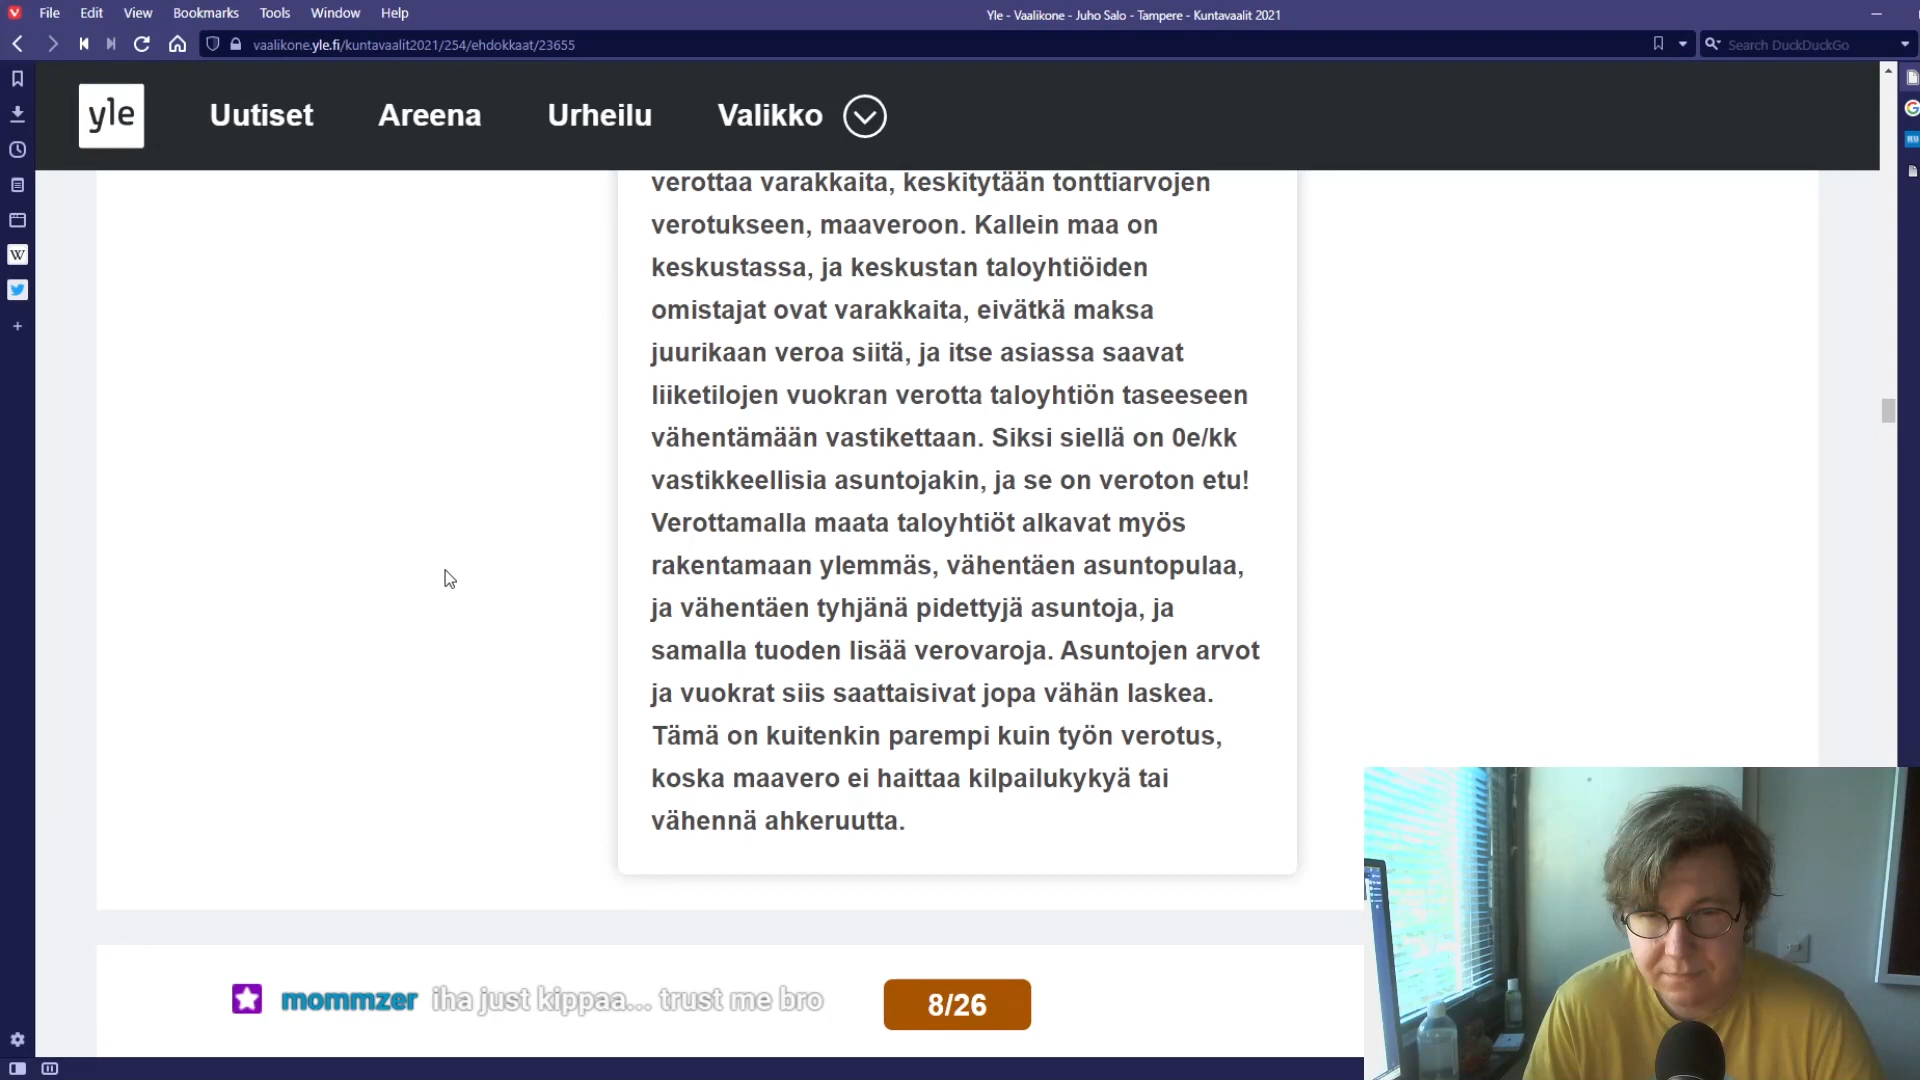 File Edit View Bookmarks Tools Window Help
Yle - Vaalikone - Juho Salo - Tampere - Kuntavaalit 2021
vaalikone.yle.fi/kuntavaalit2021/254/ehdokkaat/23655
Search DuckDuckGo
yle Uutiset Areena Urheilu Valikko
W
verottaa varakkaita, keskitytään tonttiarvojen
verotukseen, maaveroon. Kallein maa on
keskustassa, ja keskustan taloyhtiöiden
omistajat ovat varakkaita, eivätkä maksa
juurikaan veroa siitä, ja itse asiassa saavat
liiketilojen vuokran verotta taloyhtiön taseeseen
vähentämään vastikettaan. Siksi siellä on 0e/kk
vastikkeellisia asuntojakin, ja se on veroton etu!
Verottamalla maata taloyhtiöt alkavat myös
rakentamaan ylemmäs, vähentäen asuntopulaa,
ja vähentäen tyhjänä pidettyjä asuntoja, ja
samalla tuoden lisää verovaroja. Asuntojen arvot
ja vuokrat siis saattaisivat jopa vähän laskea.
Tämä on kuitenkin parempi kuin työn verotus,
koska maavero ei haittaa kilpailukykyä tai
vähennä ahkeruutta.
mommzer iha just kippaa... trust me bro
8/26